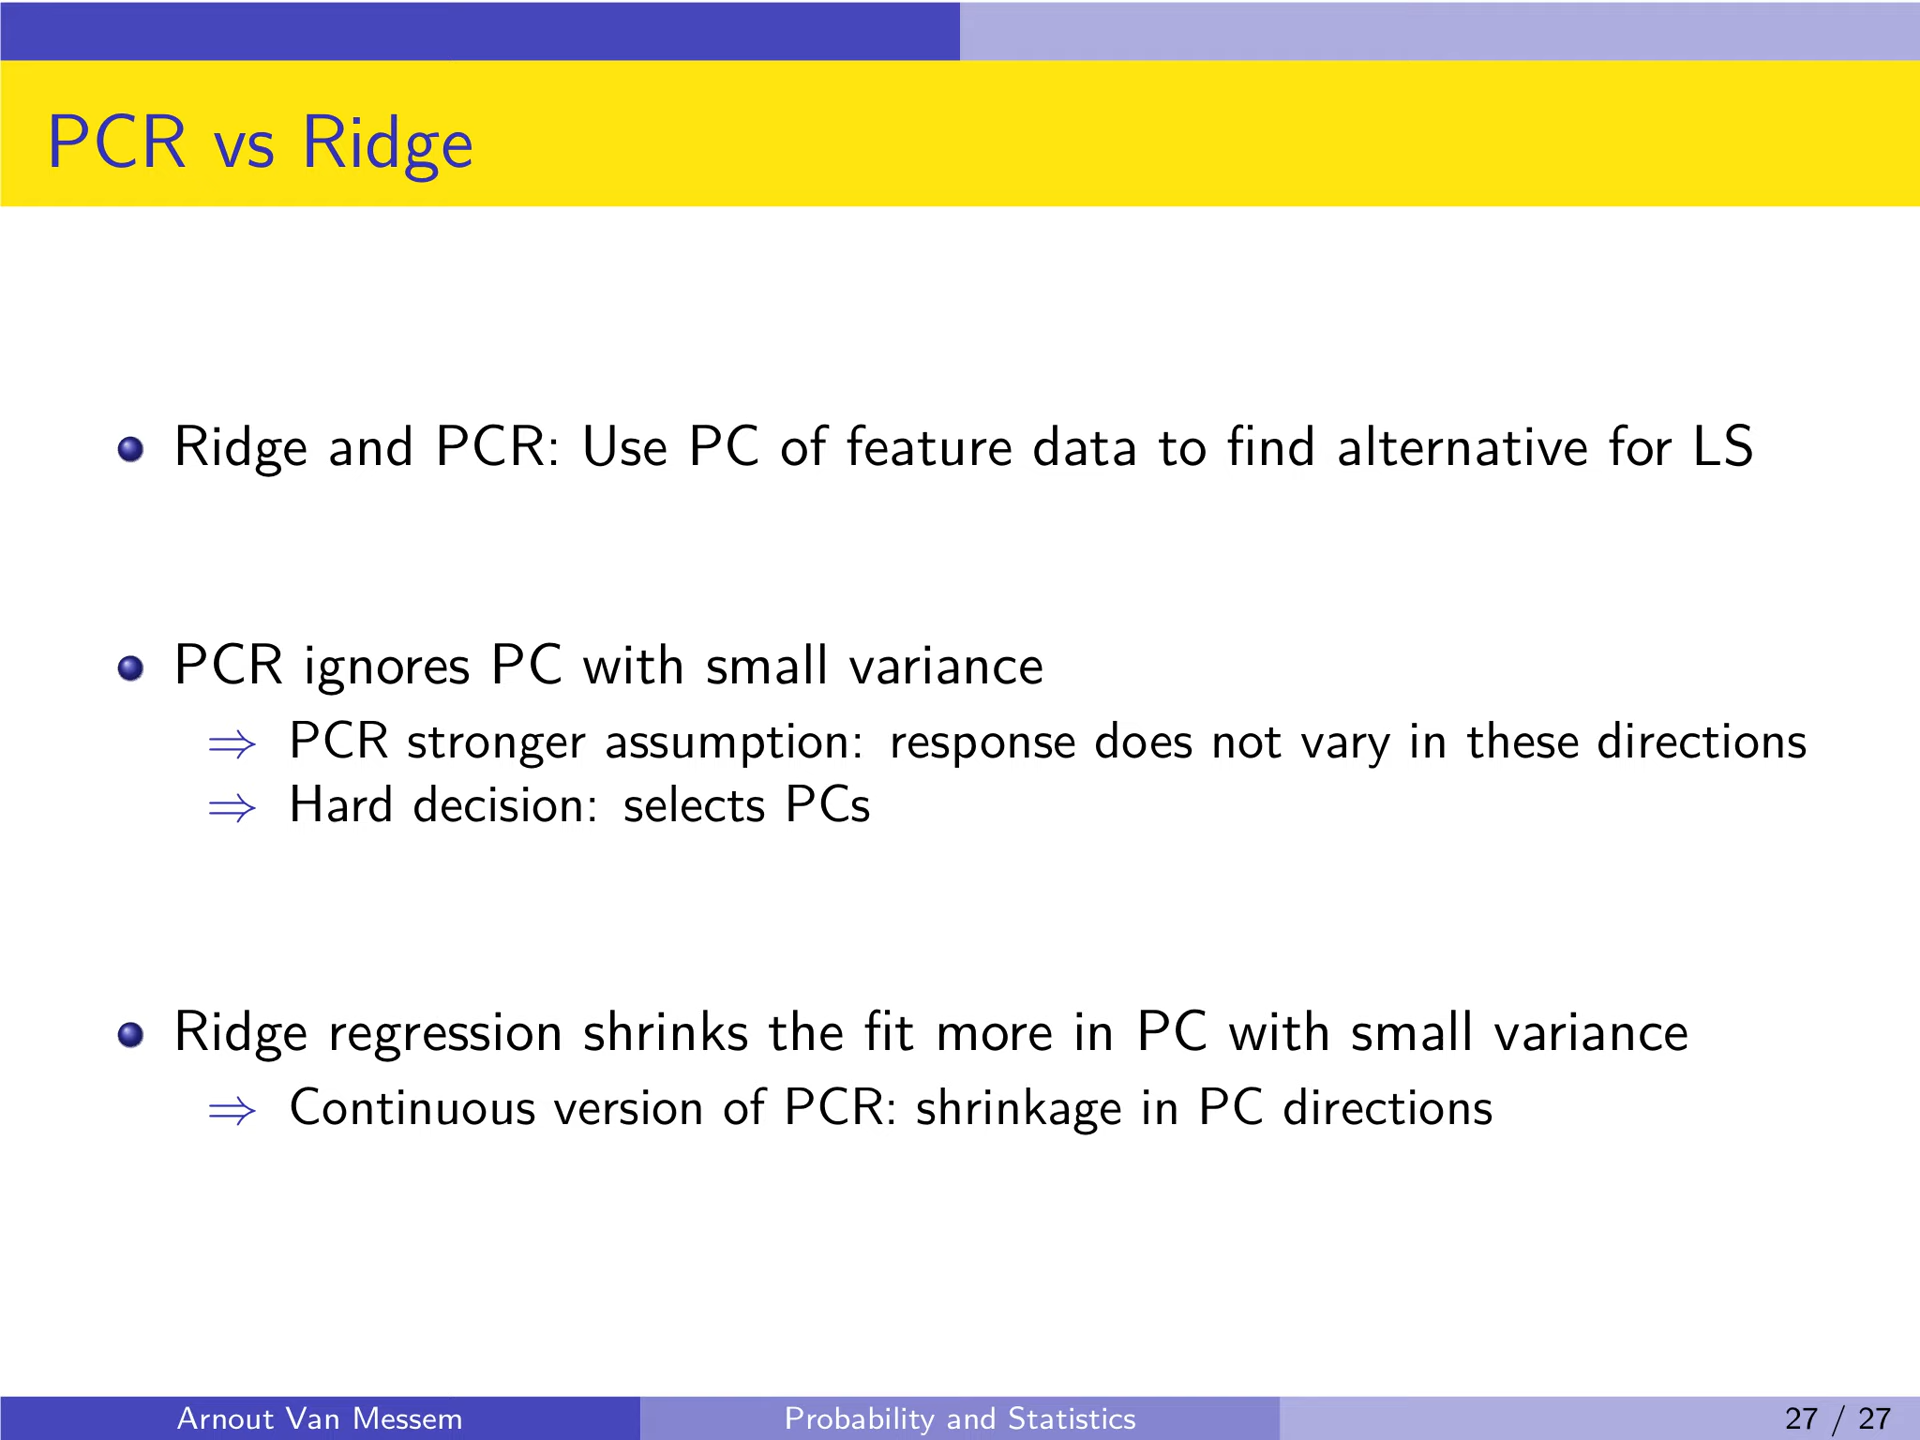 PCR vs Ridge
Ridge and PCR: Use PC of feature data to find alternative for LS
PCR ignores PC with small variance
⇒ PCR stronger assumption: response does not vary in these directions
⇒ Hard decision: selects PCs
Ridge regression shrinks the fit more in PC with small variance
⇒ Continuous version of PCR: shrinkage in PC directions
Arnout Van Messem
Probability and Statistics
27 / 27